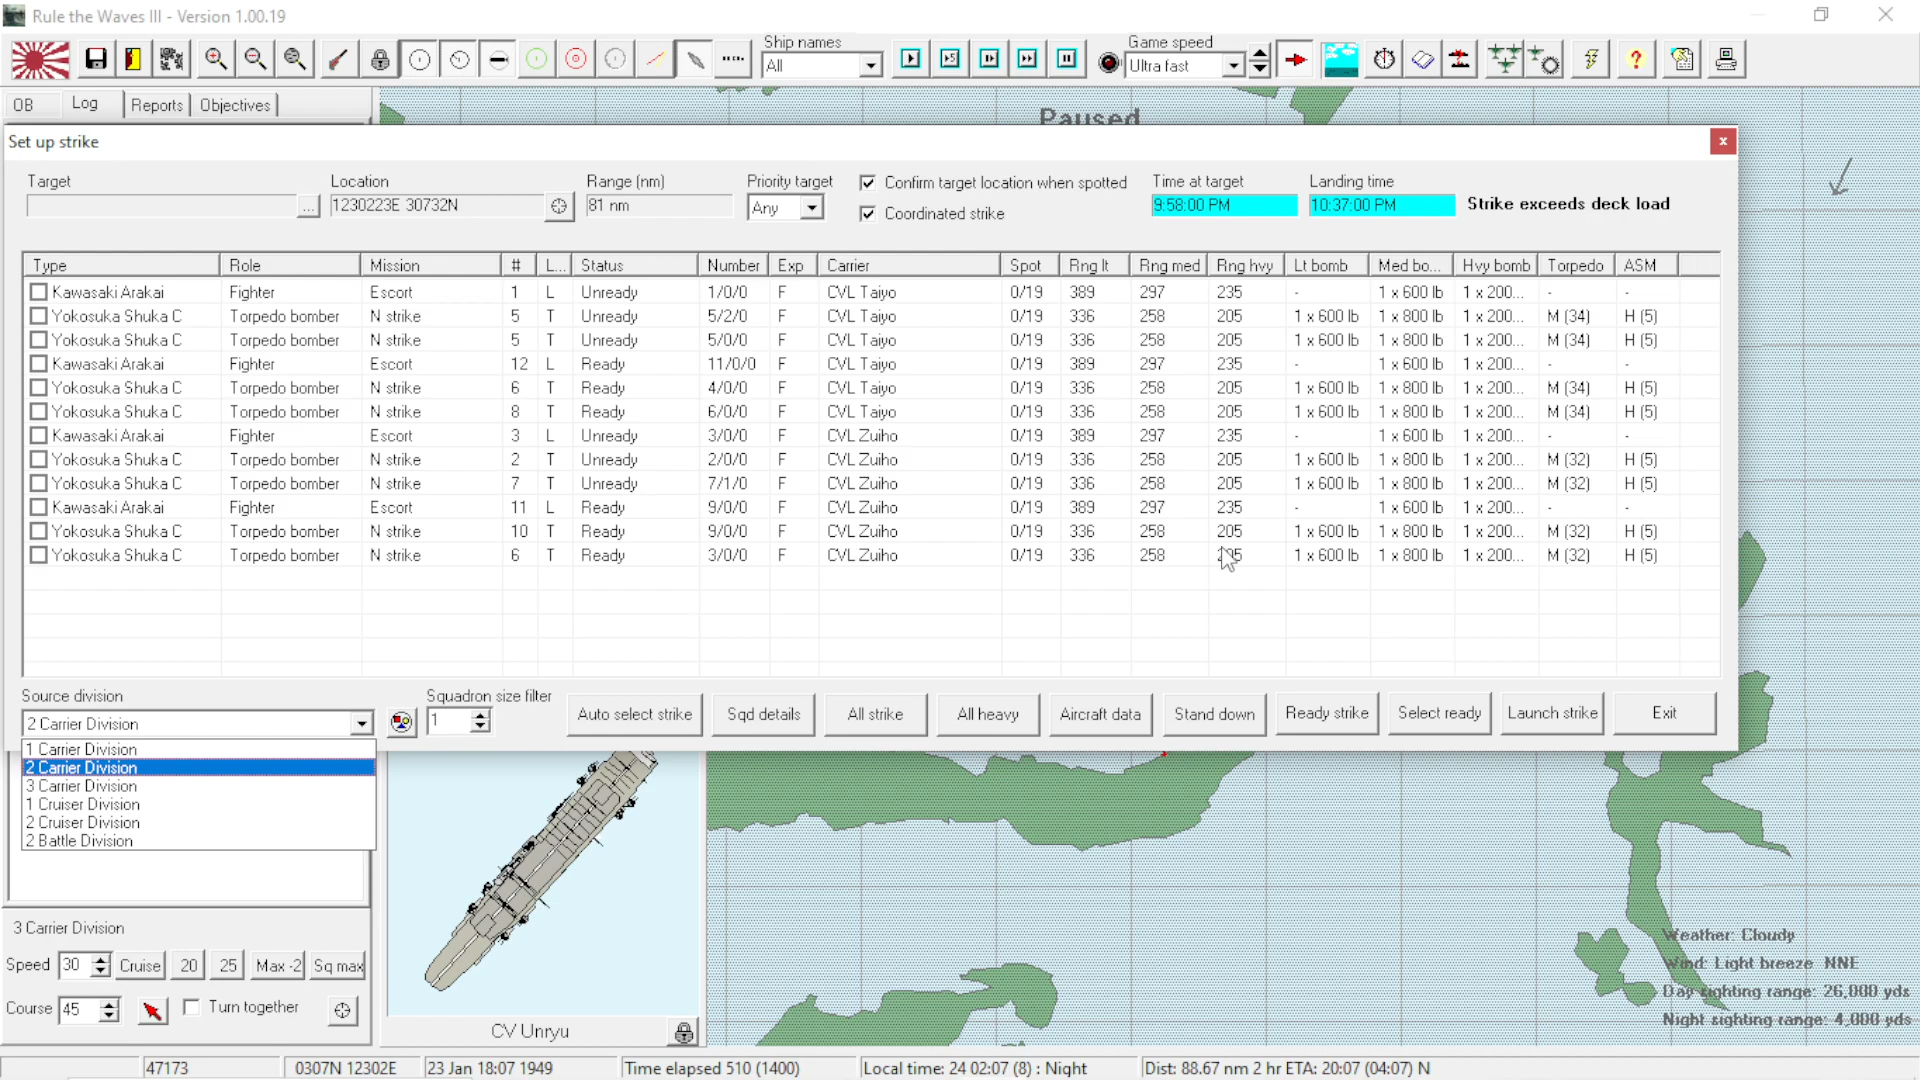 Rule the Waves III - Version 1.00.19
Ship names
All
Game speed
Ultra fast
OB Log Reports Objectives
Paused
Set up strike
Target Location Range (nm) Priority target Confirm target location when spotted Time at target Landing time
... 1230223E 30732N 81 nm Any Coordinated strike 9:58:00 PM 10:37:00 PM Strike exceeds deck load
Type Role Mission # L... Status Number Exp Carrier Spot Rng lt Rng med Rng hvy Lt bomb Med bo... Hvy bomb Torpedo ASM
Kawasaki Arakai Fighter Escort 1 L Unready 1/0/0 F CVL Taiyo 0/19 389 297 235 - 1 x 600 lb 1 x 200... - -
Yokosuka Shuka C Torpedo bomber N strike 5 T Unready 5/2/0 F CVL Taiyo 0/19 336 258 205 1 x 600 lb 1 x 800 lb 1 x 200... M (34) H (5)
Yokosuka Shuka C Torpedo bomber N strike 5 T Unready 5/0/0 F CVL Taiyo 0/19 336 258 205 1 x 600 lb 1 x 800 lb 1 x 200... M (34) H (5)
Kawasaki Arakai Fighter Escort 12 L Ready 11/0/0 F CVL Taiyo 0/19 389 297 235 - 1 x 600 lb 1 x 200... - -
Yokosuka Shuka C Torpedo bomber N strike 6 T Ready 4/0/0 F CVL Taiyo 0/19 336 258 205 1 x 600 lb 1 x 800 lb 1 x 200... M (34) H (5)
Yokosuka Shuka C Torpedo bomber N strike 8 T Ready 6/0/0 F CVL Taiyo 0/19 336 258 205 1 x 600 lb 1 x 800 lb 1 x 200... M (34) H (5)
Kawasaki Arakai Fighter Escort 3 L Unready 3/0/0 F CVL Zuiho 0/19 389 297 235 - 1 x 600 lb 1 x 200... - -
Yokosuka Shuka C Torpedo bomber N strike 2 T Unready 2/0/0 F CVL Zuiho 0/19 336 258 205 1 x 600 lb 1 x 800 lb 1 x 200... M (32) H (5)
Yokosuka Shuka C Torpedo bomber N strike 7 T Unready 7/1/0 F CVL Zuiho 0/19 336 258 205 1 x 600 lb 1 x 800 lb 1 x 200... M (32) H (5)
Kawasaki Arakai Fighter Escort 11 L Ready 9/0/0 F CVL Zuiho 0/19 389 297 235 - 1 x 600 lb 1 x 200... - -
Yokosuka Shuka C Torpedo bomber N strike 10 T Ready 9/0/0 F CVL Zuiho 0/19 336 258 205 1 x 600 lb 1 x 800 lb 1 x 200... M (32) H (5)
Yokosuka Shuka C Torpedo bomber N strike 6 T Ready 3/0/0 F CVL Zuiho 0/19 336 258 1 x 600 lb 1 x 800 lb 1 x 200... M (32) H (5)
Source division Squadron size filter
2 Carrier Division 1 Auto select strike Sqd details All strike All heavy Aircraft data Stand down Ready strike Select ready Launch strike Exit
1 Carrier Division
2 Carrier Division
3 Carrier Division
1 Cruiser Division
2 Cruiser Division
2 Battle Division
3 Carrier Division
Speed 30 Cruise 20 25 Max -2 Sq max
Course 45 Turn together
CV Unryu
Weather: Cloudy
Wind: Light breeze NNE
Day sighting range: 26,000 yds
Night sighting range: 4,000 yds
47173 0307N 12302E 23 Jan 18:07 1949 Time elapsed 510 (1400) Local time: 24 02:07 (8) : Night Dist: 88.67 nm 2 hr ETA: 20:07 (04:07) N